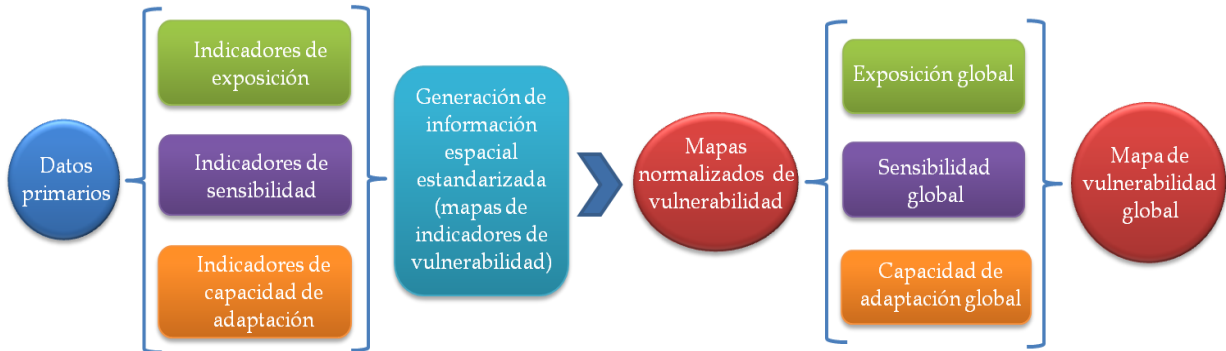 Datos
primarios
Indicadores de
exposición
Indicadores de
sensibilidad
Indicadores de
capacidad de
adaptación
Generación de
información
espacial
estandarizada
(mapas de
indicadores de
vulnerabilidad)
Mapas
normalizados de
vulnerabilidad
Exposición global
Sensibilidad
global
Capacidad de
adaptación global
Mapa de
vulnerabilidad
global